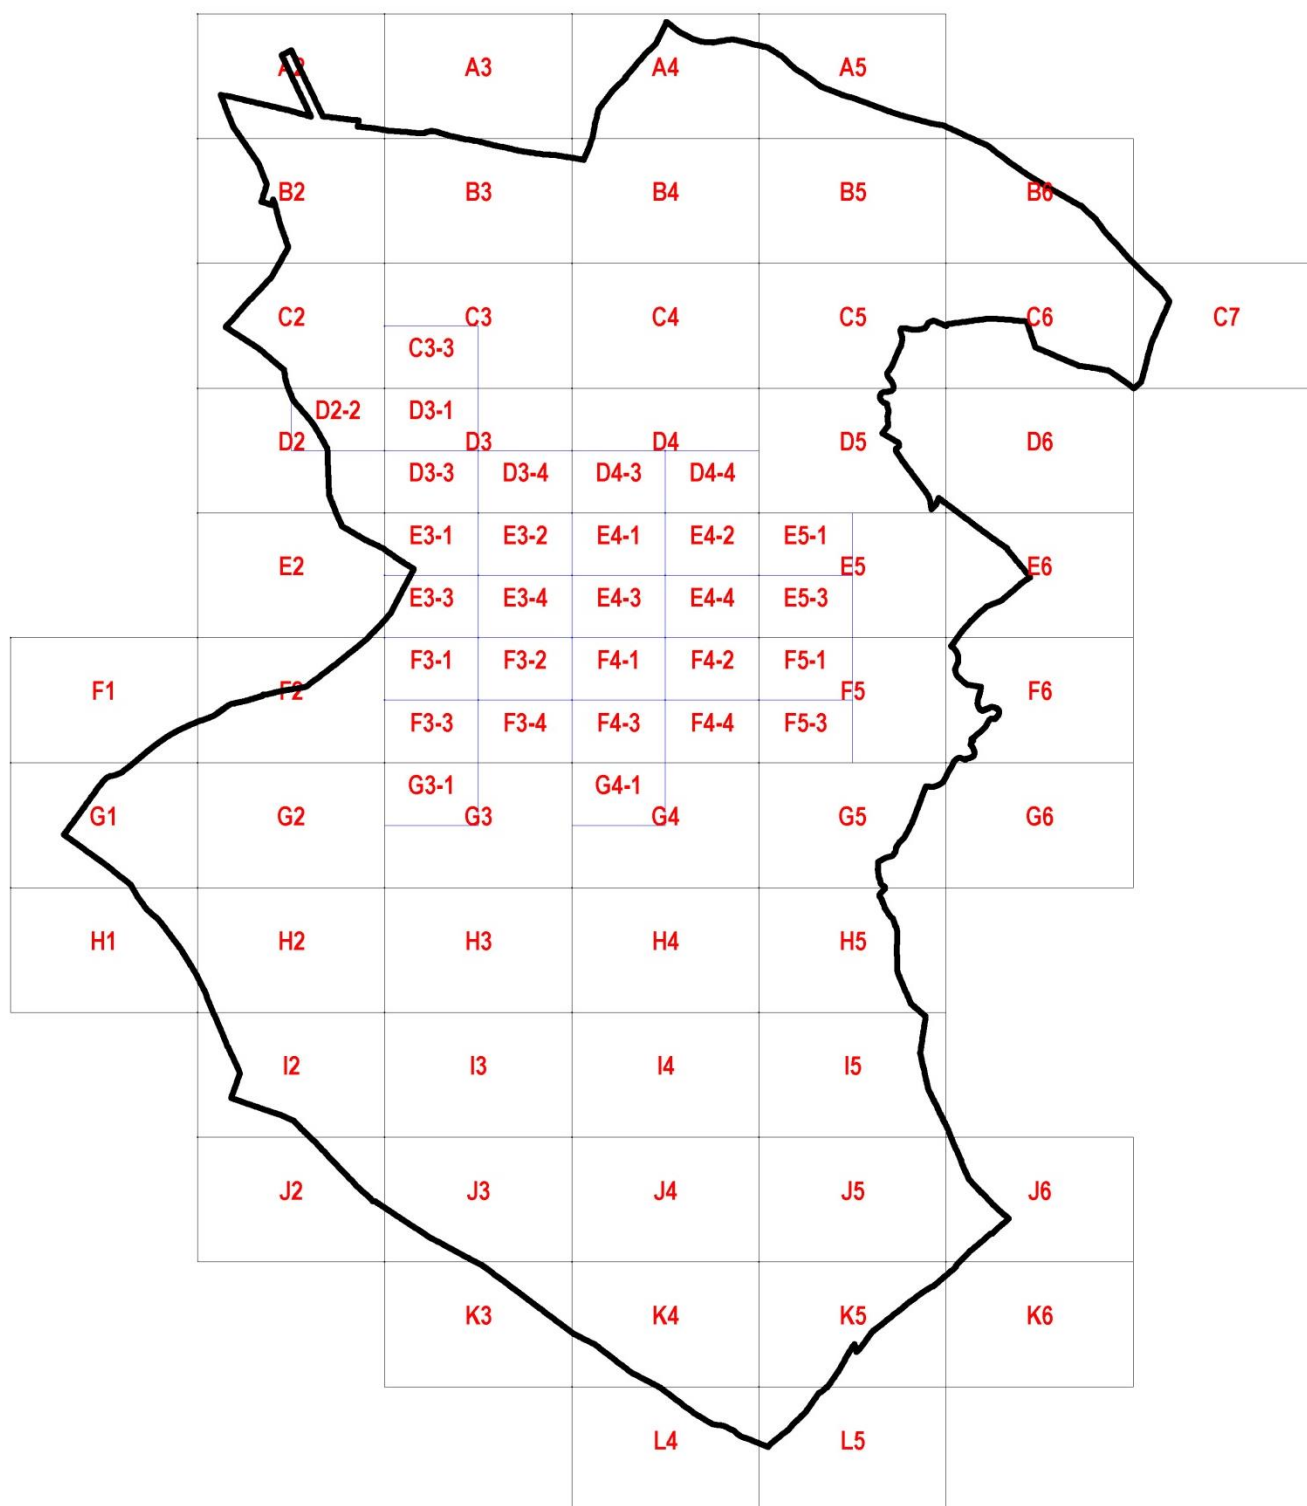 A2 A3 A4 A5
B2 B3 B4 B5 B6
C2 C3 C4 C5 C6 C7
C3-3
D2-2 D3-1
D2 D3 D4 D5 D6
D3-3 D3-4 D4-3 D4-4
E3-1 E3-2 E4-1 E4-2 E5-1
E2 E5 E6
E3-3 E3-4 E4-3 E4-4 E5-3
F3-1 F3-2 F4-1 F4-2 F5-1
F1 F2 F5 F6
F3-3 F3-4 F4-3 F4-4 F5-3
G3-1 G4-1
G1 G2 G3 G4 G5 G6
H1 H2 H3 H4 H5
I2 I3 I4 I5
J2 J3 J4 J5 J6
K3 K4 K5 K6
L4 L5